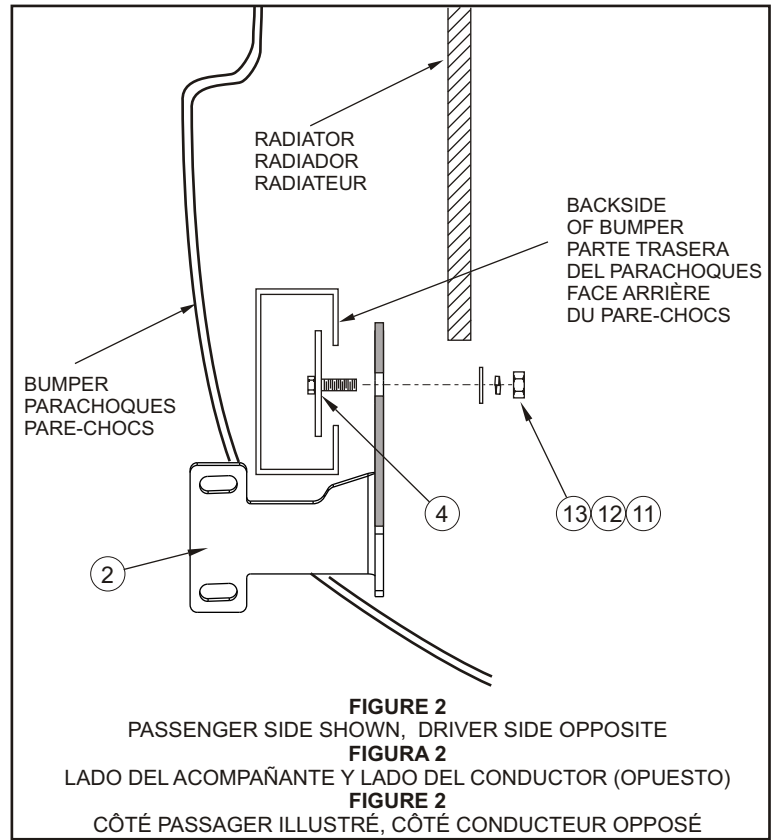 RADIATOR
RADIADOR
RADIATEUR
BACKSIDE
OF BUMPER
PARTE TRASERA
DEL PARACHOQUES
FACE ARRIÈRE
DU PARE-CHOCS
BUMPER
PARACHOQUES
PARE-CHOCS
4
13 12 11
2
FIGURE 2
PASSENGER SIDE SHOWN, DRIVER SIDE OPPOSITE
FIGURA 2
LADO DEL ACOMPAÑANTE Y LADO DEL CONDUCTOR (OPUESTO)
FIGURE 2
CÔTÉ PASSAGER ILLUSTRÉ, CÔTÉ CONDUCTEUR OPPOSÉ